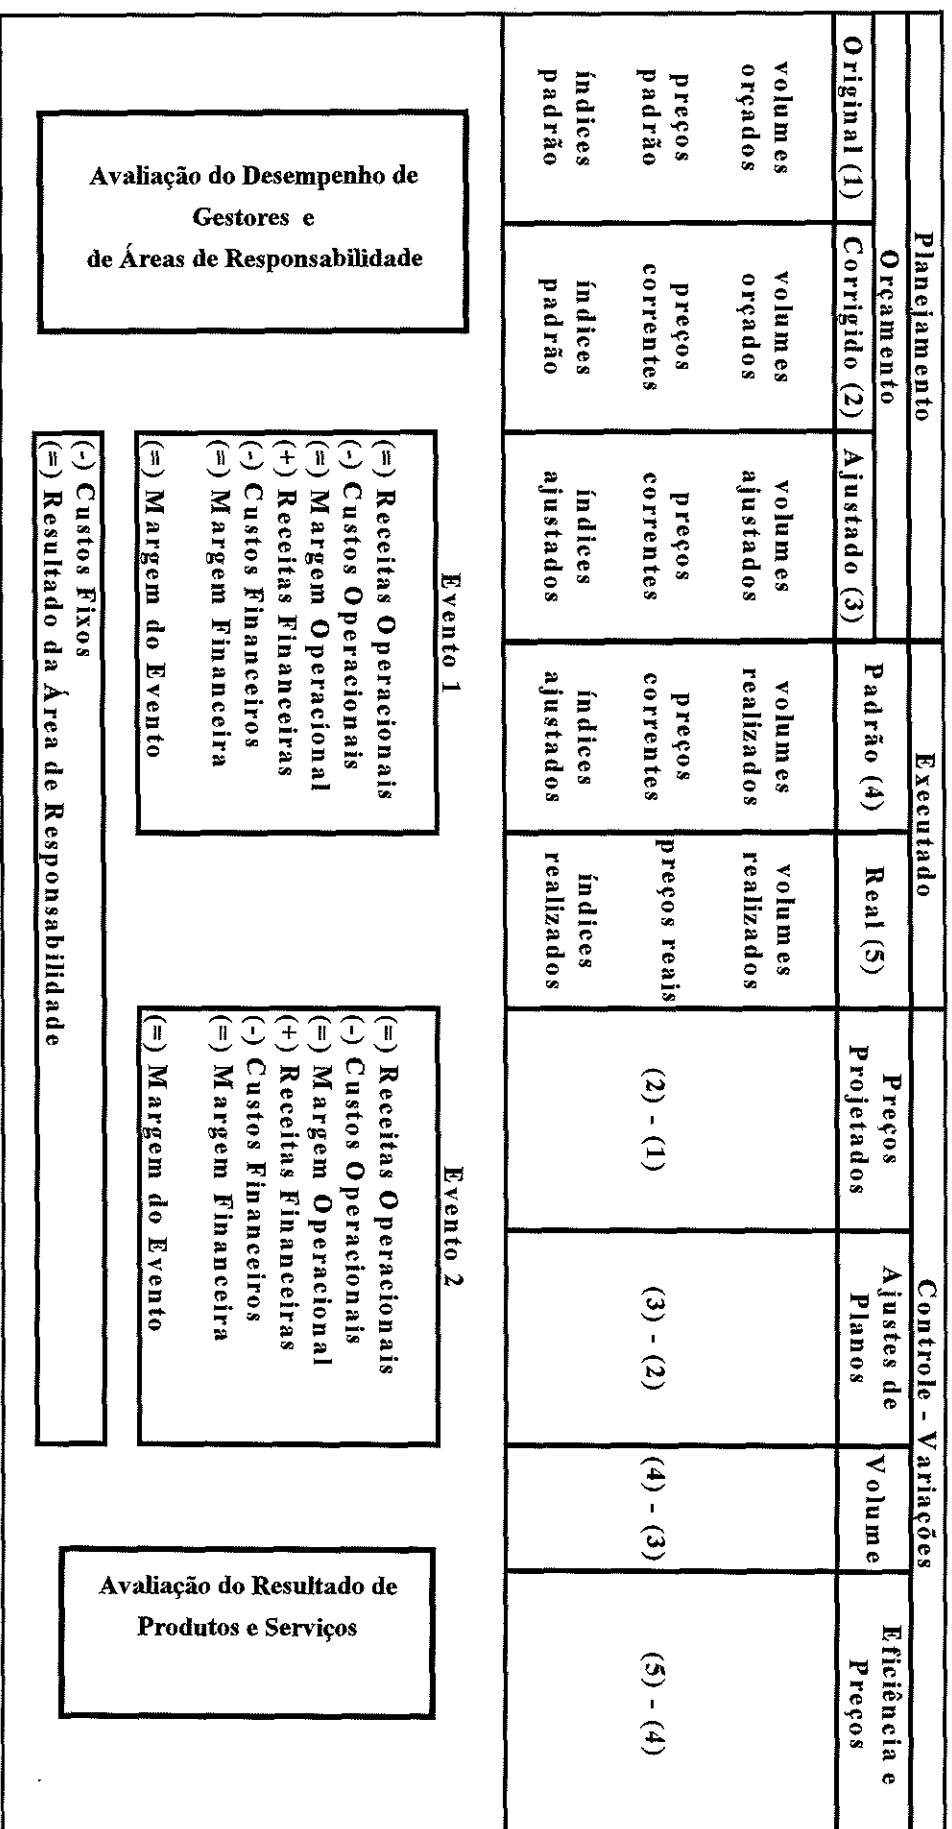 Planejamento
Executado
Controle - Variações
Orçamento
Original (1)
Corrigido (2)
Ajustado (3)
Padrão (4)
Real (5)
Preços
Projetados
Ajustes de
Planos
Volume
Eficiência e
Preços
volumes
orçados
preços
padrão
índices
padrão
volumes
orçados
preços
correntes
índices
padrão
volumes
ajustados
preços
correntes
índices
ajustados
volumes
realizados
preços
correntes
índices
ajustados
volumes
realizados
preços reais
índices
realizados
(2) - (1)
(3) - (2)
(4) - (3)
(5) - (4)
Avaliação do Desempenho de
Gestores e
de Áreas de Responsabilidade
Evento 1
(=) Receitas Operacionais
(-) Custos Operacionais
(=) Margem Operacional
(+) Receitas Financeiras
(-) Custos Financeiros
(=) Margem Financeira
(=) Margem do Evento
Evento 2
(=) Receitas Operacionais
(-) Custos Operacionais
(=) Margem Operacional
(+) Receitas Financeiras
(-) Custos Financeiros
(=) Margem Financeira
(=) Margem do Evento
(-) Custos Fixos
(=) Resultado da Área de Responsabilidade
Avaliação do Resultado de
Produtos e Serviços